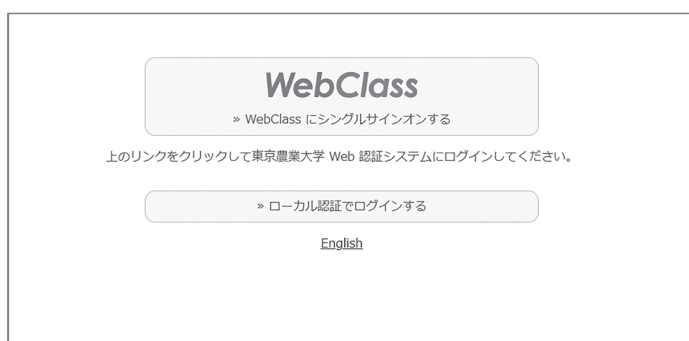 WebClass
» WebClass にシングルサインオンする
上のリンクをクリックして東京農業大学 Web 認証システムにログインしてください。
» ローカル認証でログインする
English